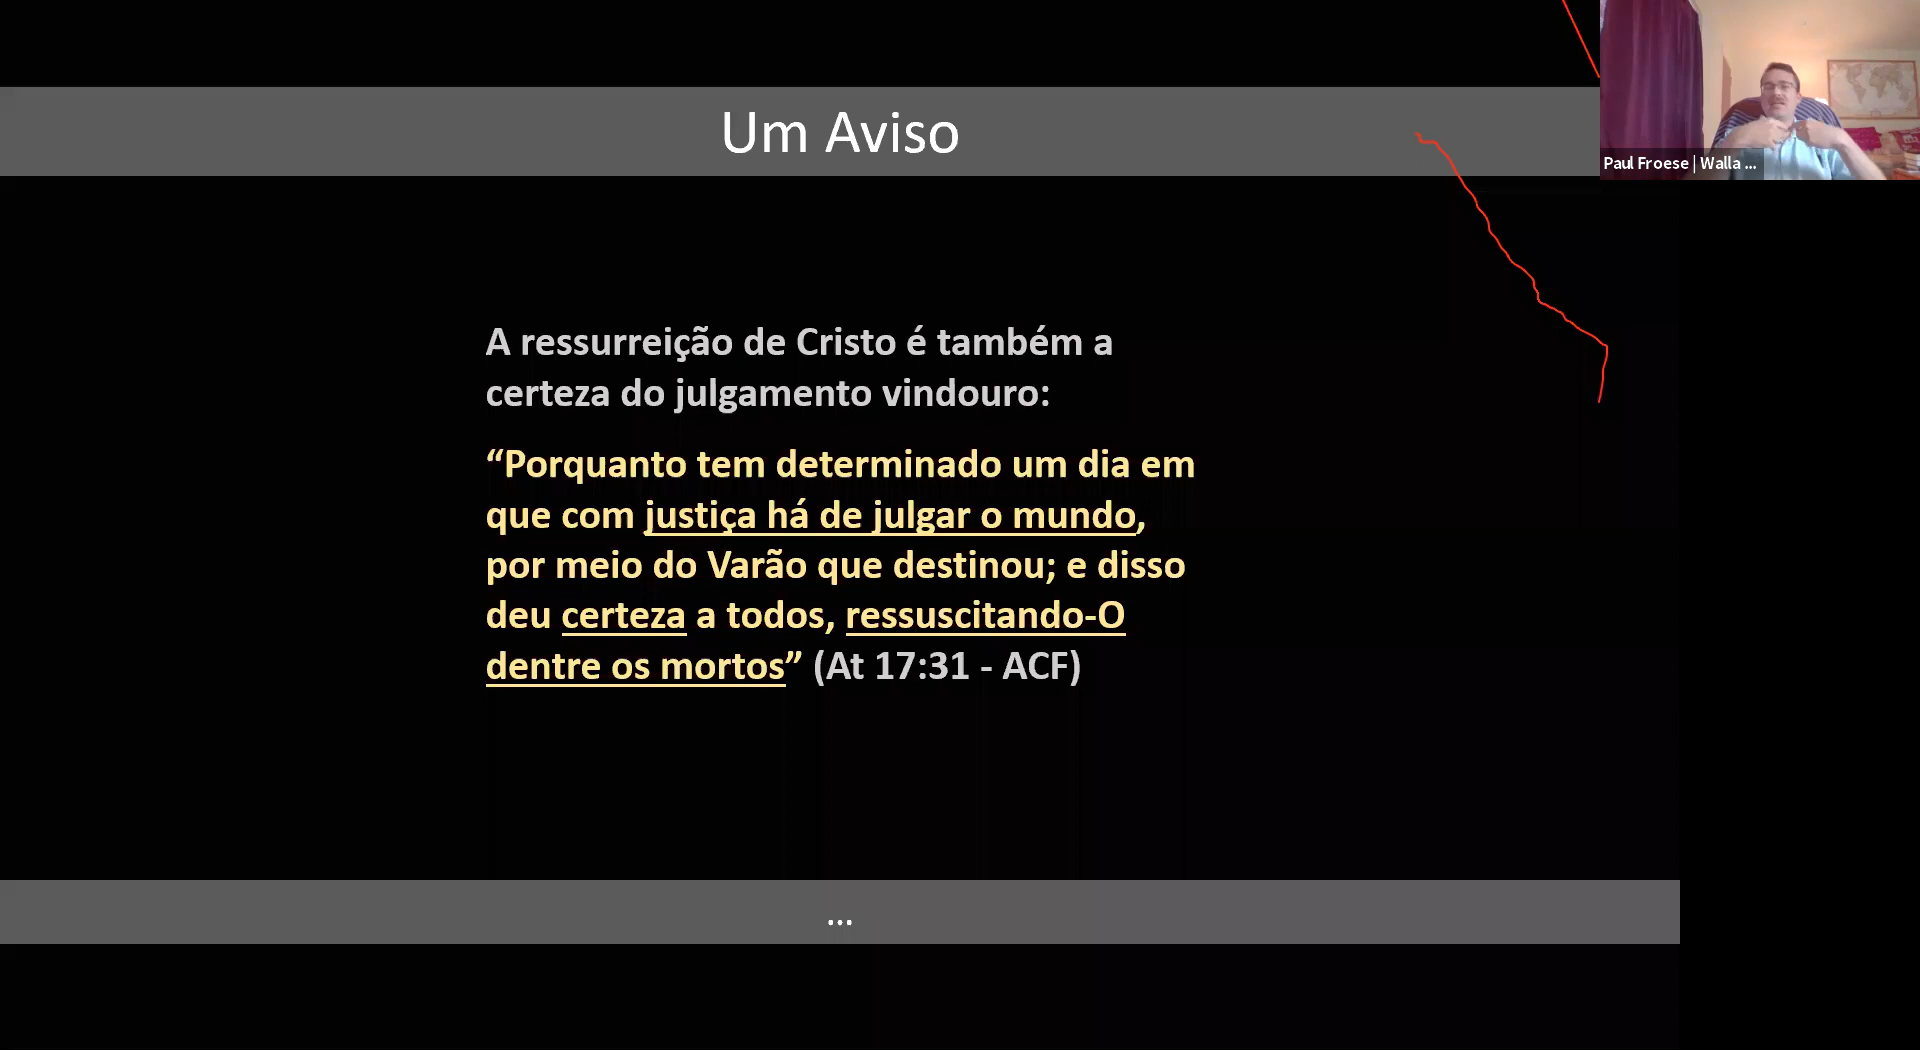 Um Aviso
Paul Froese | Walla ...
A ressurreição de Cristo é também a
certeza do julgamento vindouro:
“Porquanto tem determinado um dia em
que com justiça há de julgar o mundo,
por meio do Varão que destinou; e disso
deu certeza a todos, ressuscitando-O
dentre os mortos” (At 17:31 - ACF)
...